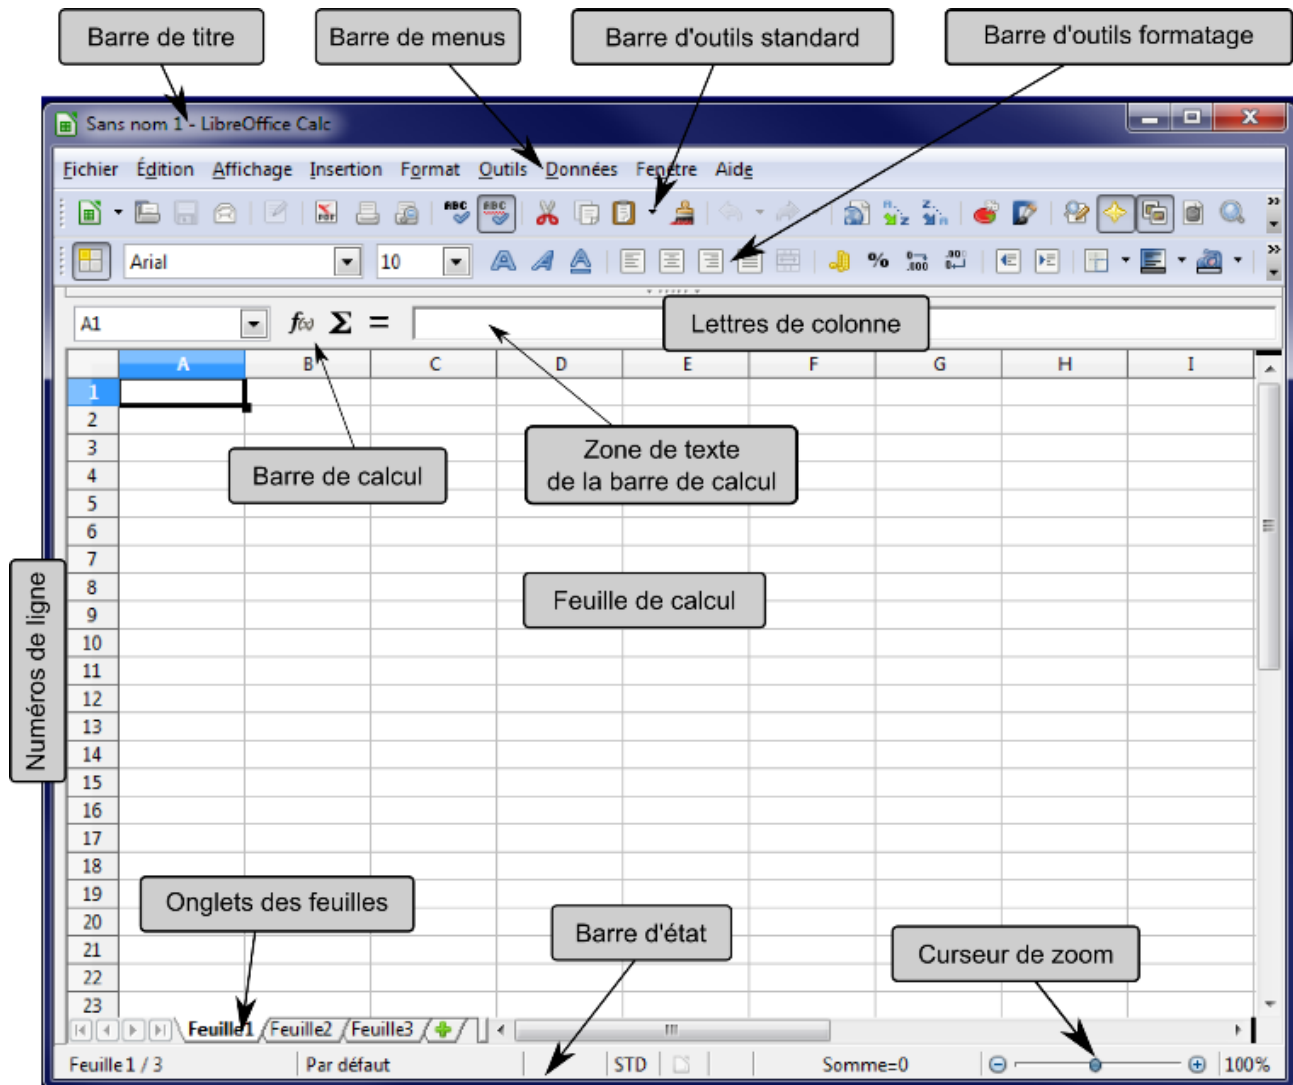 Barre de titre
Barre de menus
Barre d'outils standard
Barre d'outils formatage
Sans nom 1 - LibreOffice Calc
Fichier Édition Affichage Insertion Format Outils Données Fenêtre Aide
Arial 10
A1
Lettres de colonne
A B C D E F G H I
1
2
3
4
5
6
7
8
9
10
11
12
13
14
15
16
17
18
19
20
21
22
23
Barre de calcul
Zone de texte
de la barre de calcul
Numéros de ligne
Feuille de calcul
Onglets des feuilles
Barre d'état
Curseur de zoom
Feuille1 Feuille2 Feuille3
Feuille 1 / 3 Par défaut STD Somme=0 100%